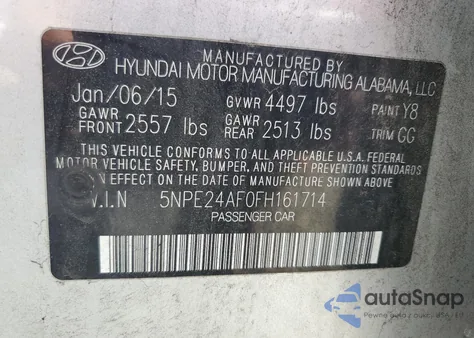 MANUFACTURED BY
HYUNDAI MOTOR MANUFACTURING ALABAMA, LLC
Jan/06/15 GVWR 4497 lbs PAINT Y8
GAWR FRONT 2557 lbs GAWR REAR 2513 lbs TRIM GG
THIS VEHICLE CONFORMS TO ALL APPLICABLE U.S.A. FEDERAL
MOTOR VEHICLE SAFETY, BUMPER, AND THEFT PREVENTION STANDARDS
IN EFFECT ON THE DATE OF MANUFACTURE SHOWN ABOVE.
V.I.N 5NPE24AF0FH161714
PASSENGER CAR
autoSnap